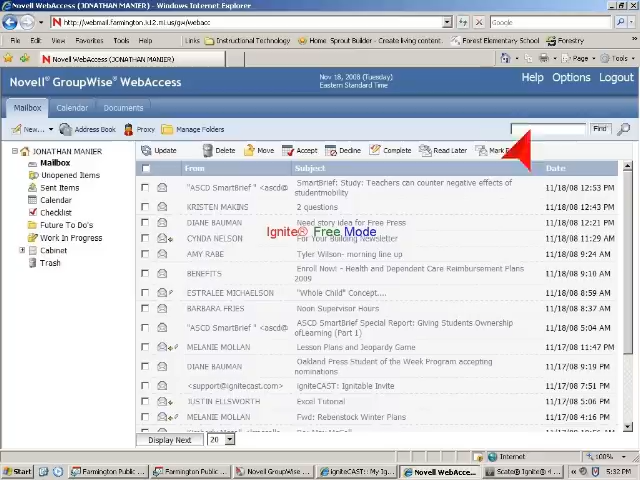 Novell WebAccess (JONATHAN MANIER) - Windows Internet Explorer
http://webmail.farmington.k12.mi.us/gw/webacc
Google
File Edit View Favorites Tools Help
Links Instructional Technology Home Sprout Builder - Create living content. Forest Elementary School Forestry
Novell WebAccess (JONATHAN MANIER)
Page Tools
Novell® GroupWise® WebAccess
Nov 18, 2008 (Tuesday)
Eastern Standard Time
Help Options Logout
Mailbox Calendar Documents
New... Address Book Proxy Manage Folders
Find
JONATHAN MANIER
Mailbox
Unopened Items
Sent Items
Calendar
Checklist
Future To Do's
Work In Progress
Cabinet
Trash
Update Delete Move Accept Decline Complete Read Later Mark
From Subject Date
"ASCD SmartBrief " <ascd@ SmartBrief: Study: Teachers can counter negative effects of studentmotherhood 11/18/08 12:53 PM
KRISTEN MAKINS 2 questions 11/18/08 12:43 PM
DIANE BAUMAN Need story idea for Free Press 11/18/08 12:21 PM
Ignite® Free Mode
CYNDA NELSON For Your Building Newsletter 11/18/08 11:29 AM
AMY RABE Tyler Wilson- morning line up 11/18/08 9:24 AM
BENEFITS Enroll Now! - Health and Dependent Care Reimbursement Plans 2009 11/18/08 9:10 AM
ESTRALEE MICHAELSON "Whole Child" Concept.... 11/18/08 9:02 AM
BARBARA FRIES Noon Supervisor Hours 11/18/08 8:37 AM
"ASCD SmartBrief " <ascd@ ASCD SmartBrief Special Report: Giving Students Ownership ofLearning (Part 1) 11/18/08 5:04 AM
MELANIE MOLLAN Lesson Plans and Jeopardy Game 11/17/08 11:47 PM
DIANE BAUMAN Oakland Press Student of the Week Program accepting nominations 11/17/08 9:19 PM
<support@ignitecast.com> igniteCAST: Ignitable Invite 11/17/08 7:51 PM
JUSTIN ELLSWORTH Excel Tutorial 11/17/08 5:06 PM
MELANIE MOLLAN Fwd: Rebenstock Winter Plans 11/17/08 4:16 PM
Display Next 20
Internet 100%
Start Farmington Public ... Farmington Public ... Novell GroupWise ... igniteCAST: My Ig... Novell WebAcce... 5:32 PM